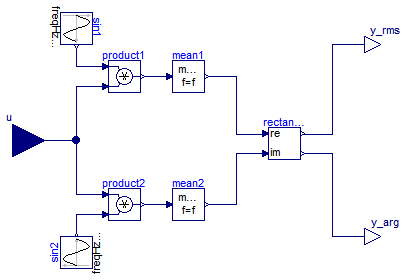 freqHz...
sin1
product1
mean1
m...
f=f
y_rms
u
rectan...
re
im
product2
mean2
m...
f=f
sin2
freqHz...
y_arg